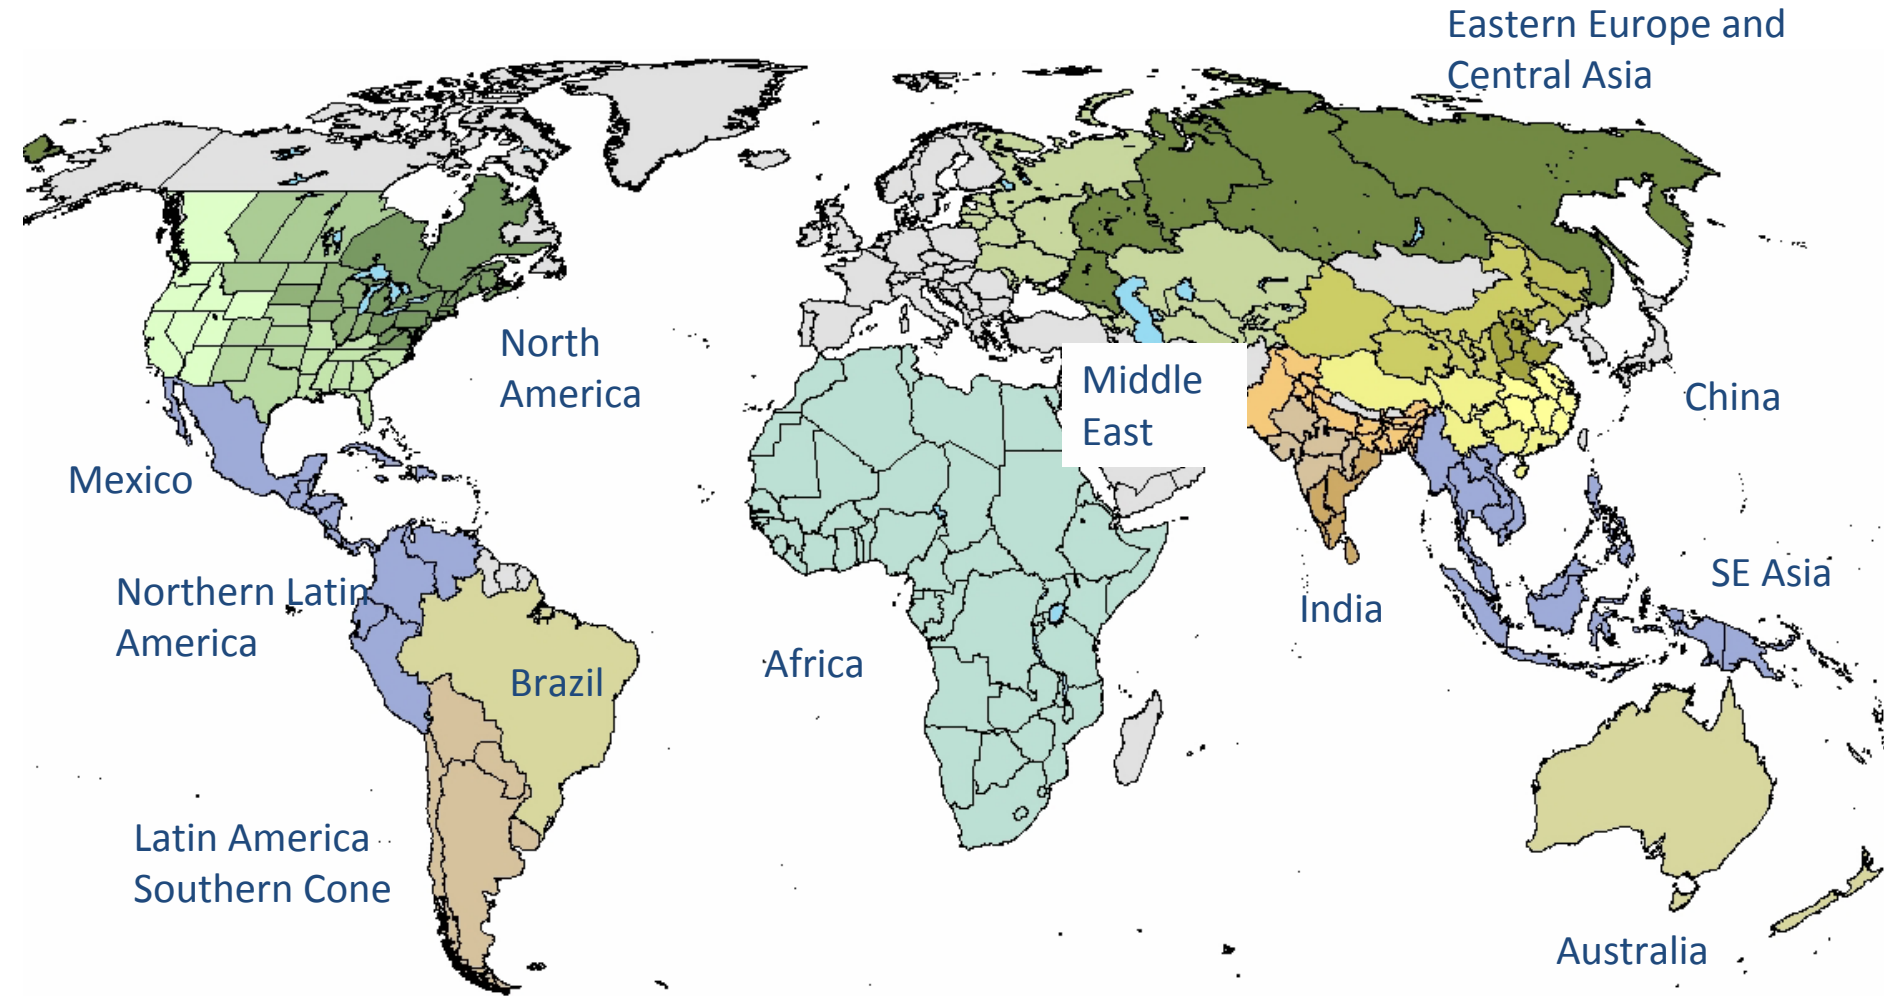 Eastern Europe and
Central Asia
North
America
Middle
East
China
Mexico
SE Asia
Northern Latin
America
India
Africa
Brazil
Latin America
Southern Cone
Australia